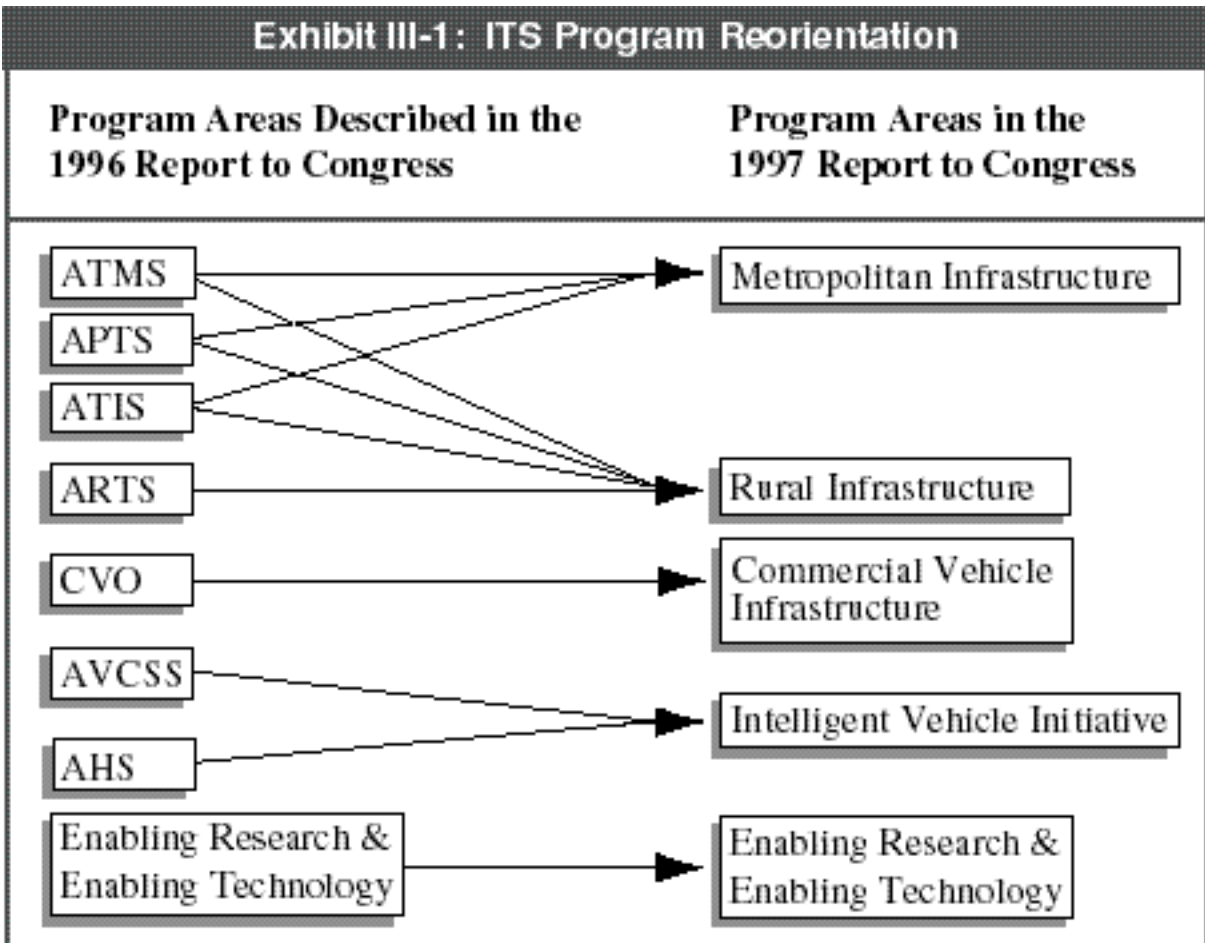 Exhibit III-1: ITS Program Reorientation
Program Areas Described in the
1996 Report to Congress
Program Areas in the
1997 Report to Congress
ATMS
APTS
ATIS
ARTS
CVO
AVCSS
AHS
Enabling Research &
Enabling Technology
Metropolitan Infrastructure
Rural Infrastructure
Commercial Vehicle
Infrastructure
Intelligent Vehicle Initiative
Enabling Research &
Enabling Technology